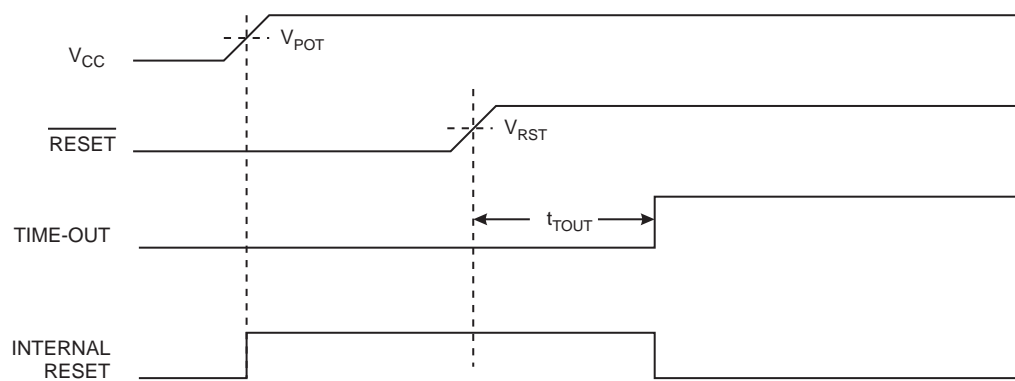 V_CC
V_POT
RESET
V_RST
TIME-OUT
t_TOUT
INTERNAL
RESET